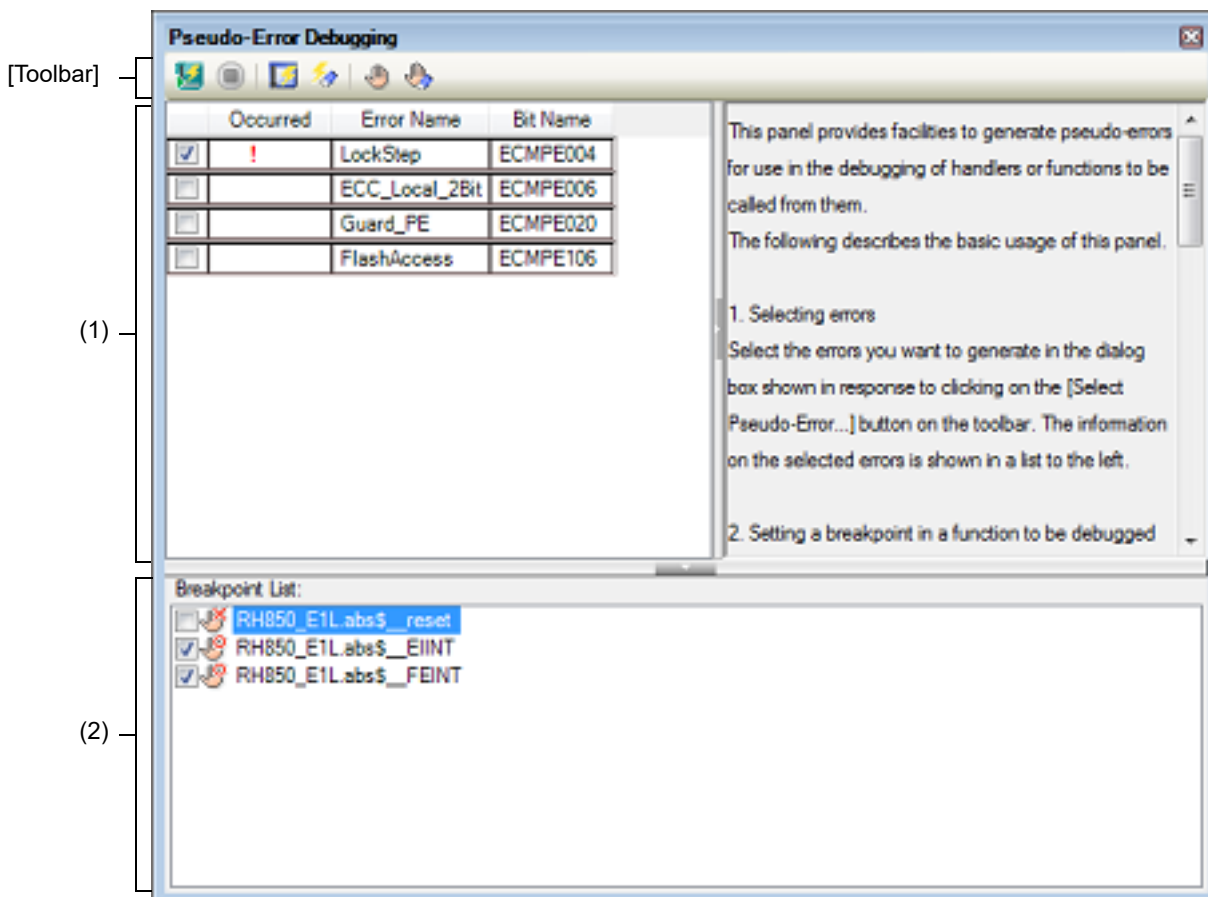 Pseudo-Error Debugging
[Toolbar]
(1)
Occurred Error Name Bit Name
! LockStep ECMPE004
ECC_Local_2Bit ECMPE006
Guard_PE ECMPE020
FlashAccess ECMPE106
This panel provides facilities to generate pseudo-errors
for use in the debugging of handlers or functions to be
called from them.
The following describes the basic usage of this panel.
1. Selecting errors
Select the errors you want to generate in the dialog
box shown in response to clicking on the [Select
Pseudo-Error...] button on the toolbar. The information
on the selected errors is shown in a list to the left.
2. Setting a breakpoint in a function to be debugged
(2)
Breakpoint List:
RH850_E1L.abs$__reset
RH850_E1L.abs$__EIINT
RH850_E1L.abs$__FEINT